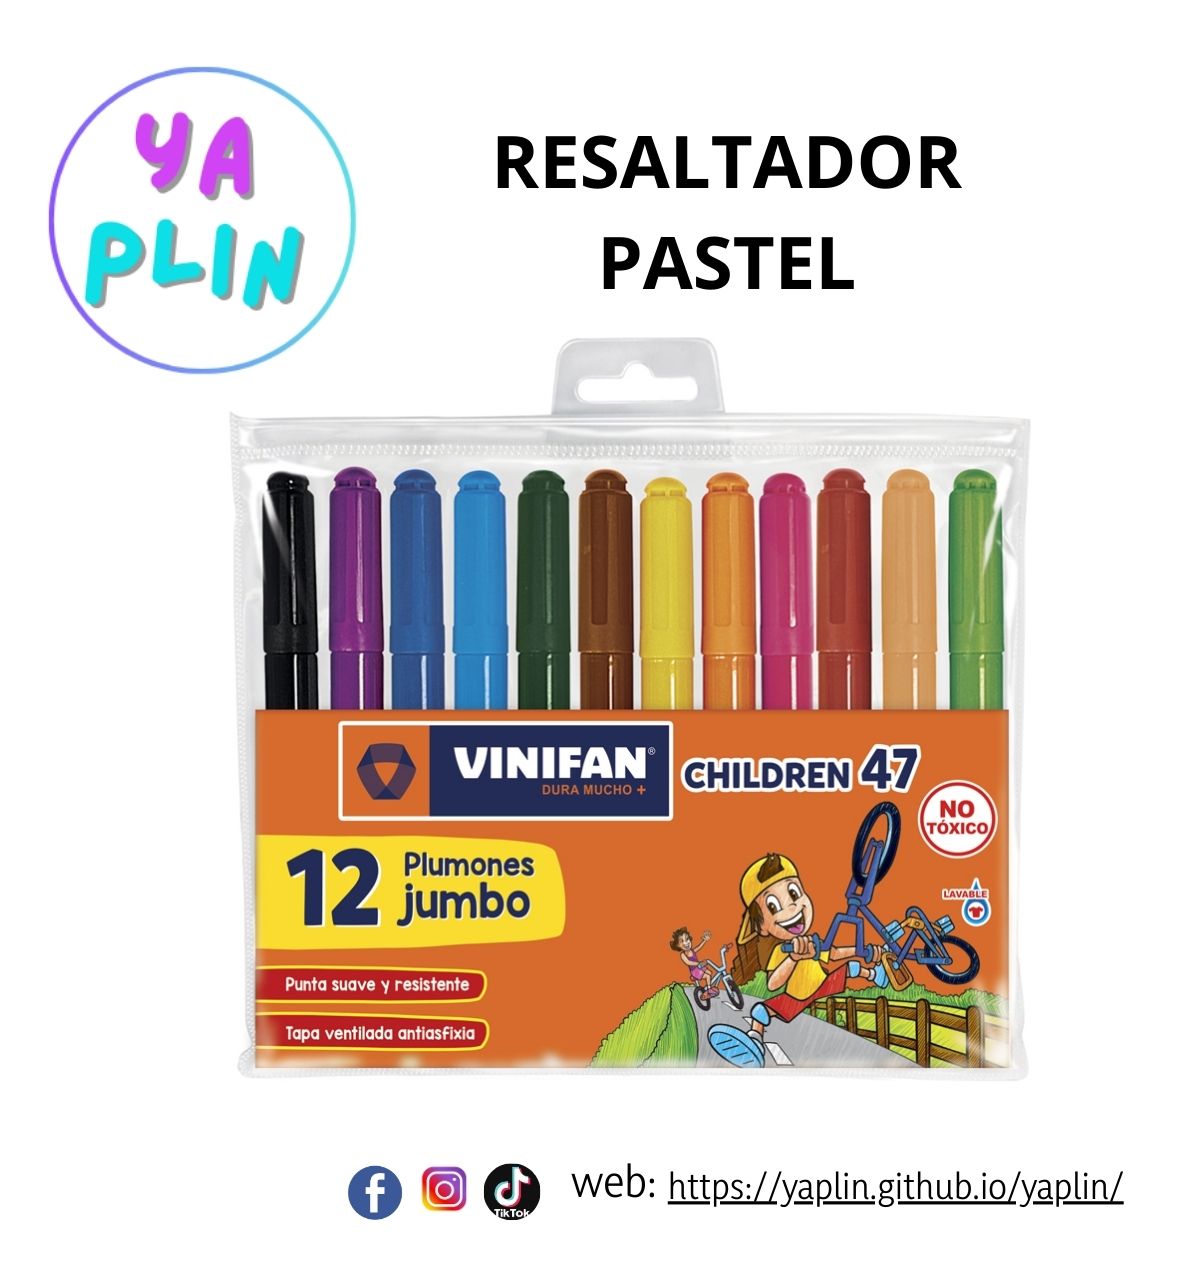 YA
PLIN
RESALTADOR
PASTEL
VINIFAN®
DURA MUCHO +
CHILDREN 47
NO
TÓXICO
12 Plumones
jumbo
LAVABLE
Punta suave y resistente
Tapa ventilada antiasfixia
TikTok
web: https://yaplin.github.io/yaplin/